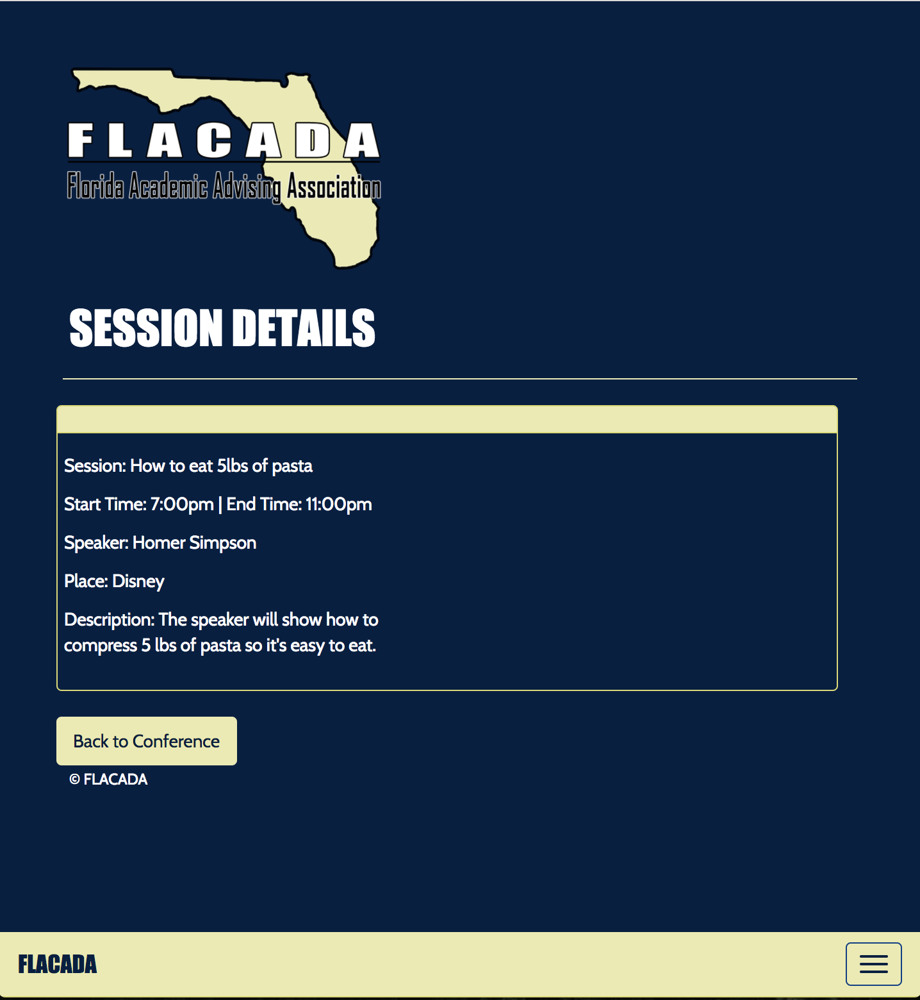 FLACADA
Florida Academic Advising Association
SESSION DETAILS
Session: How to eat 5lbs of pasta
Start Time: 7:00pm | End Time: 11:00pm
Speaker: Homer Simpson
Place: Disney
Description: The speaker will show how to
compress 5 lbs of pasta so it's easy to eat.
Back to Conference
© FLACADA
FLACADA